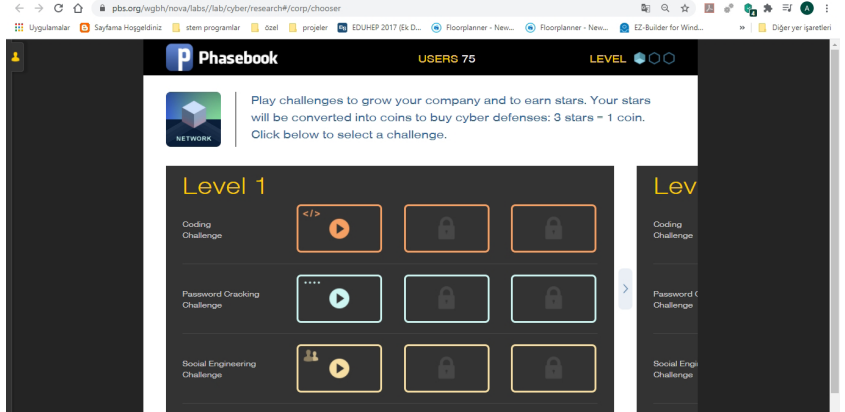 pbs.org/wgbh/nova/labs//lab/cyber/research#/corp/chooser
Uygulamalar
Sayfama Hoşgeldiniz
stem programlar
özel
projeler
EDUHEP 2017 (Ek D...
Floorplanner - New...
Floorplanner - New...
EZ-Builder for Wind...
»
Diğer yer işaretleri
Phasebook
USERS 75
LEVEL
NETWORK
Play challenges to grow your company and to earn stars. Your stars
will be converted into coins to buy cyber defenses: 3 stars = 1 coin.
Click below to select a challenge.
Level 1
Coding
Challenge
</>
Password Cracking
Challenge
Social Engineering
Challenge
Lev
Coding
Challenge
Password C
Challenge
Social Engi
Challenge